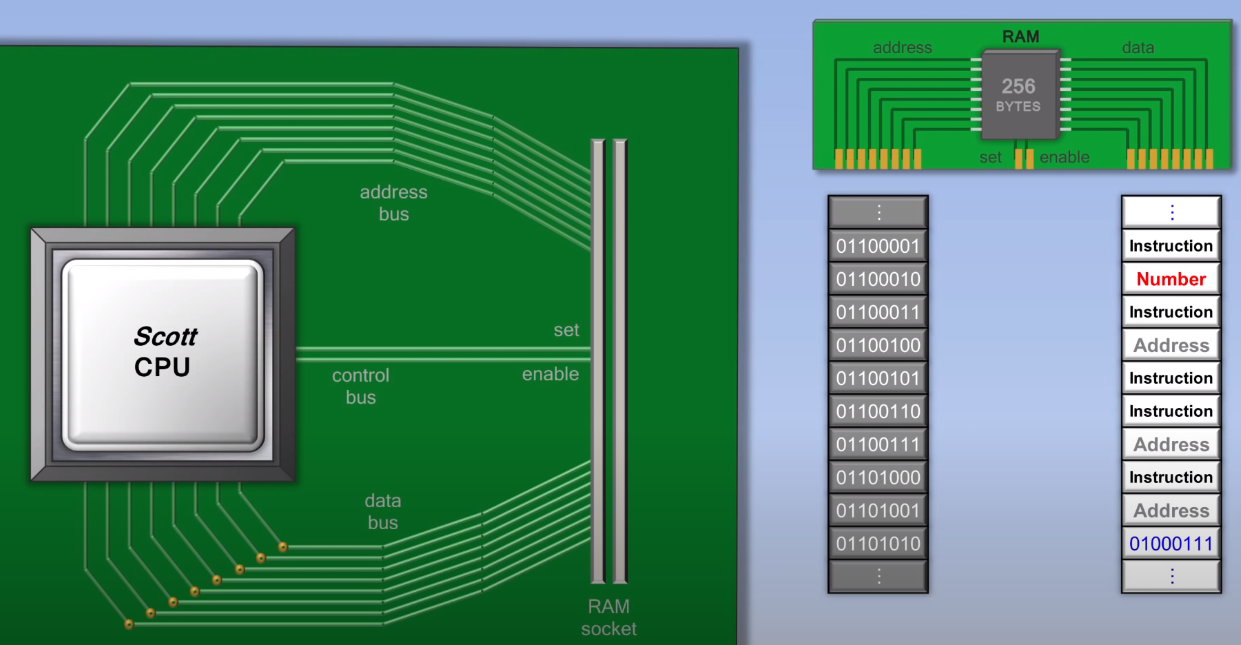 RAM
address
data
256
BYTES
set
enable
address
bus
Scott
CPU
set
control
bus
enable
data
bus
RAM
socket
⋮ ⋮
01100001 Instruction
01100010 Number
01100011 Instruction
01100100 Address
01100101 Instruction
01100110 Instruction
01100111 Address
01101000 Instruction
01101001 Address
01101010 01000111
⋮ ⋮